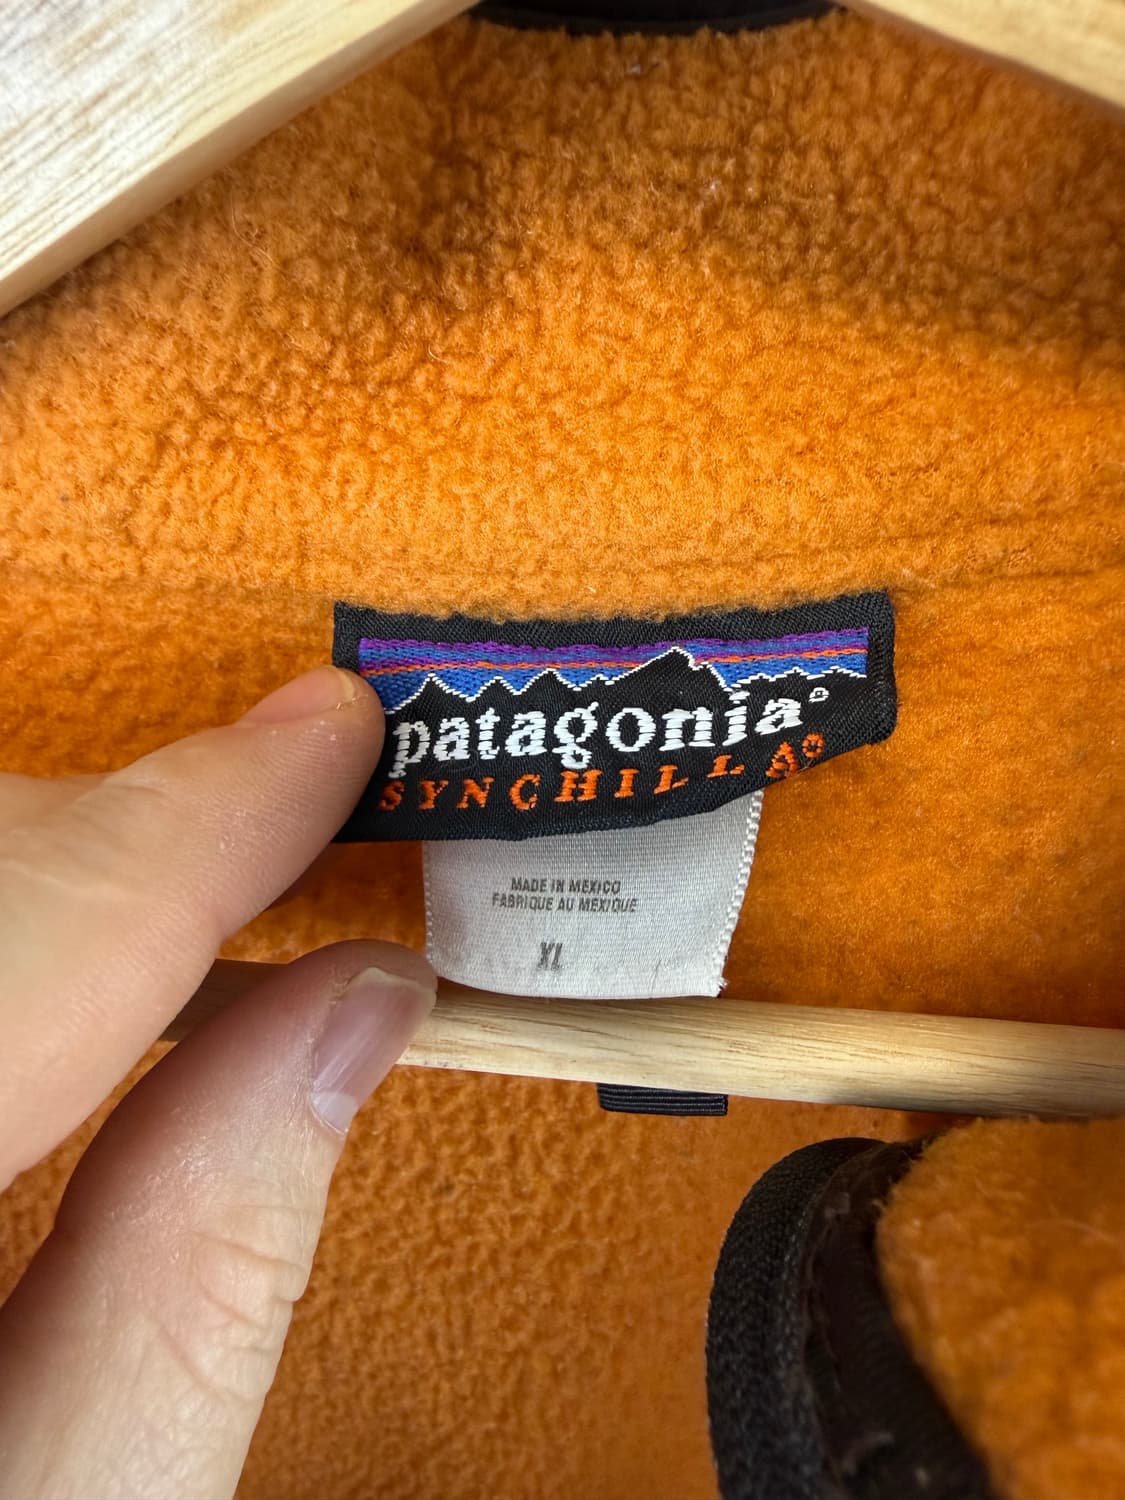 patagonia®
SYNCHILLA®
MADE IN MEXICO
FABRIQUE AU MEXIQUE
XL